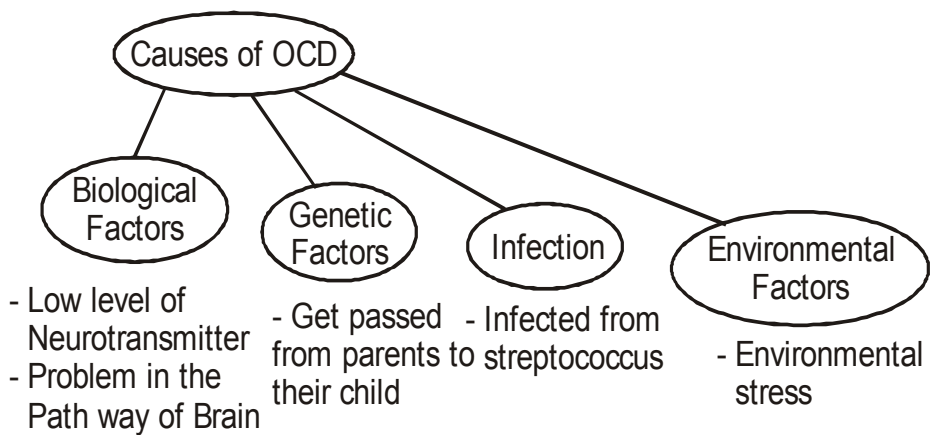 Causes of OCD
Biological
Factors
- Low level of
Neurotransmitter
- Problem in the
Path way of Brain
Genetic
Factors
- Get passed
from parents to
their child
Infection
- Infected from
streptococcus
Environmental
Factors
- Environmental
stress